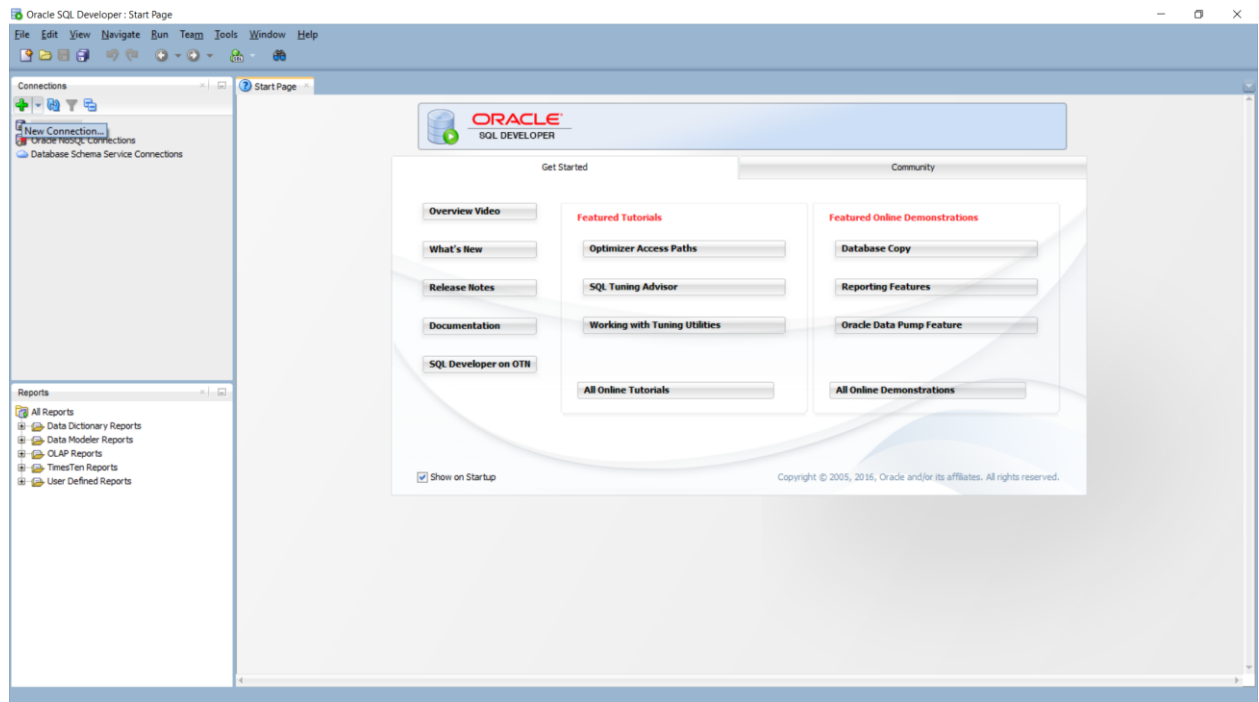 Oracle SQL Developer : Start Page
File Edit View Navigate Run Team Tools Window Help
Connections
Start Page
New Connection...
Oracle NoSQL Connections
Database Schema Service Connections
ORACLE
SQL DEVELOPER
Get Started
Community
Overview Video
What's New
Release Notes
Documentation
SQL Developer on OTN
Featured Tutorials
Optimizer Access Paths
SQL Tuning Advisor
Working with Tuning Utilities
All Online Tutorials
Featured Online Demonstrations
Database Copy
Reporting Features
Oracle Data Pump Feature
All Online Demonstrations
Show on Startup
Copyright © 2005, 2016, Oracle and/or its affiliates. All rights reserved.
Reports
All Reports
Data Dictionary Reports
Data Modeler Reports
OLAP Reports
TimesTen Reports
User Defined Reports